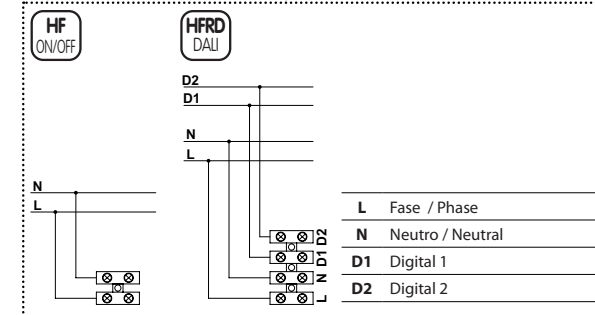 HF
ON/OFF
HFRD
DALI
D2
D1
N
L
N
L
D2
D1
N
L
L Fase / Phase
N Neutro / Neutral
D1 Digital 1
D2 Digital 2